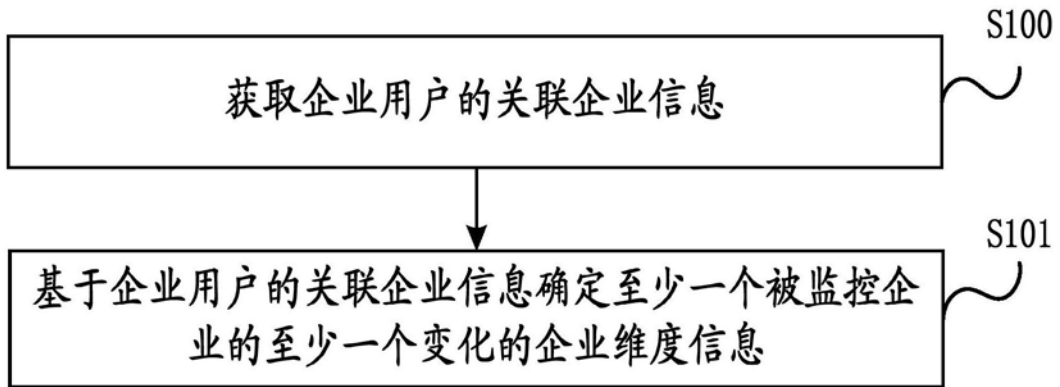 S100
获取企业用户的关联企业信息
S101
基于企业用户的关联企业信息确定至少一个被监控企
业的至少一个变化的企业维度信息